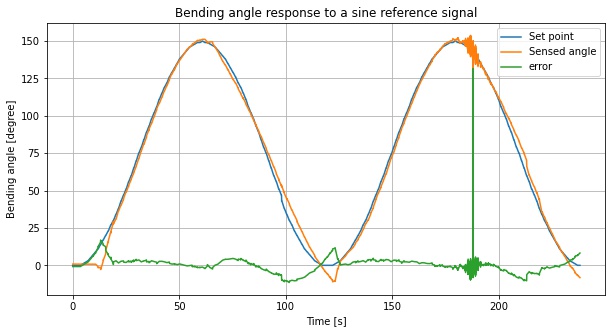 Bending angle response to a sine reference signal
Set point
Sensed angle
error
150
125
100
75
50
25
0
Bending angle [degree]
0 50 100 150 200
Time [s]